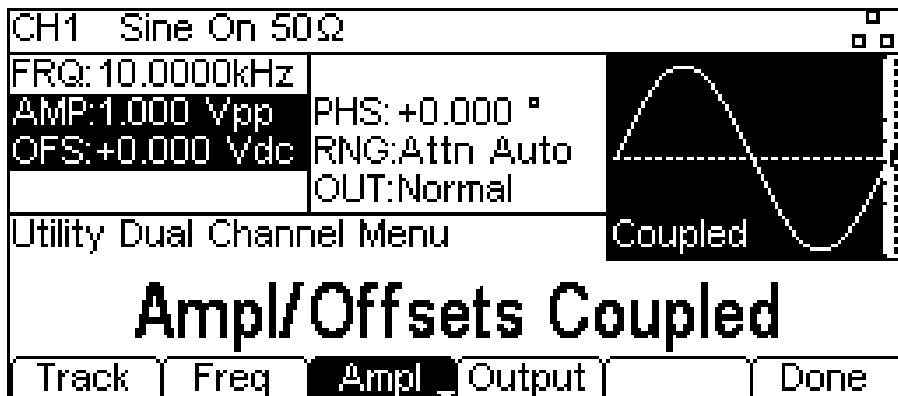 CH1 Sine On 50Ω
FRQ:10.0000kHz
AMP:1.000 Vpp
OFS:+0.000 Vdc
PHS:+0.000 °
RNG:Attn Auto
OUT:Normal
Utility Dual Channel Menu
Coupled
Ampl/Offsets Coupled
Track Freq Ampl Output Done